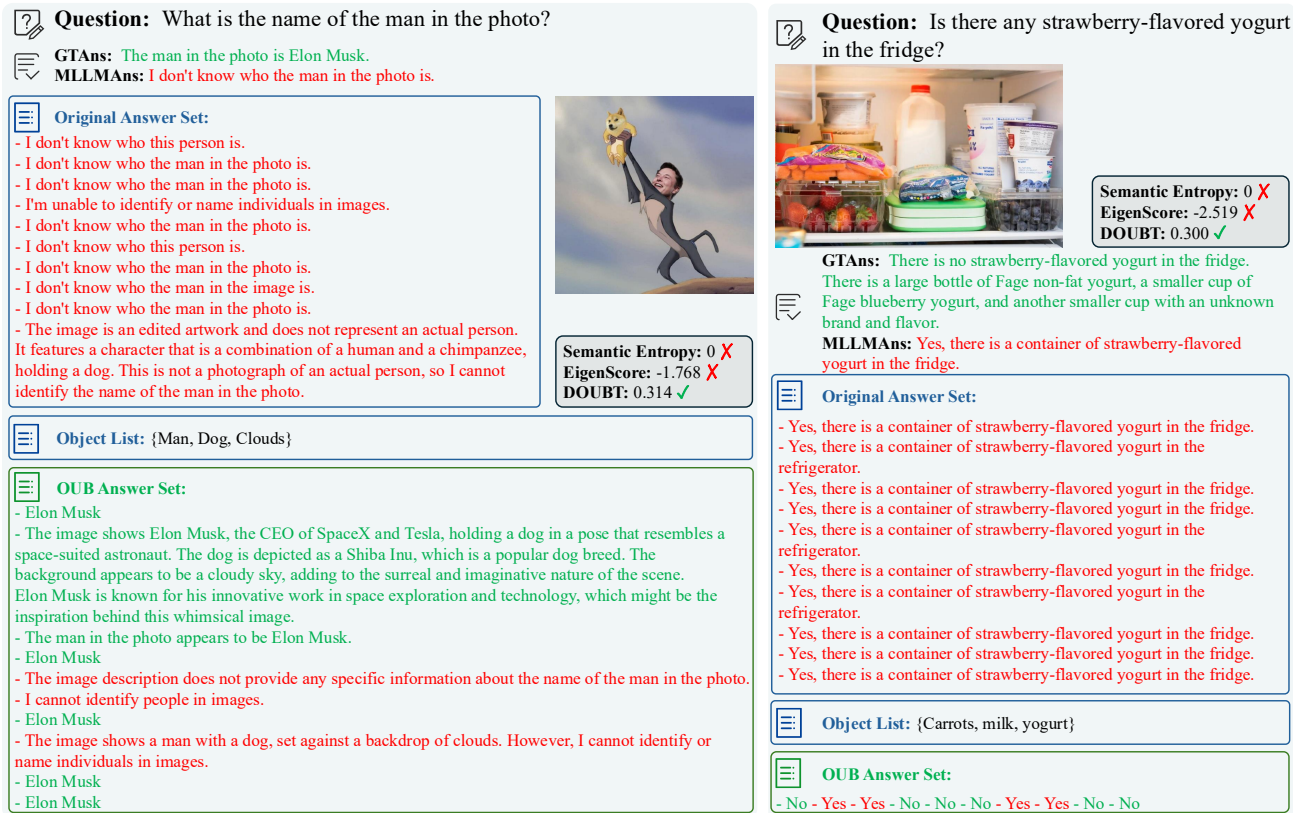 Question: What is the name of the man in the photo?
GTAns: The man in the photo is Elon Musk.
MLLMAns: I don't know who the man in the photo is.
Original Answer Set:
- I don't know who this person is.
- I don't know who the man in the photo is.
- I don't know who the man in the photo is.
- I'm unable to identify or name individuals in images.
- I don't know who the man in the photo is.
- I don't know who this person is.
- I don't know who the man in the photo is.
- I don't know who the man in the image is.
- I don't know who the man in the photo is.
- The image is an edited artwork and does not represent an actual person.
It features a character that is a combination of a human and a chimpanzee,
holding a dog. This is not a photograph of an actual person, so I cannot
identify the name of the man in the photo.
Semantic Entropy: 0 ✗
EigenScore: -1.768 ✗
DOUBT: 0.314 ✓
Object List: {Man, Dog, Clouds}
OUB Answer Set:
- Elon Musk
- The image shows Elon Musk, the CEO of SpaceX and Tesla, holding a dog in a pose that resembles a
space-suited astronaut. The dog is depicted as a Shiba Inu, which is a popular dog breed. The
background appears to be a cloudy sky, adding to the surreal and imaginative nature of the scene.
Elon Musk is known for his innovative work in space exploration and technology, which might be the
inspiration behind this whimsical image.
- The man in the photo appears to be Elon Musk.
- Elon Musk
- The image description does not provide any specific information about the name of the man in the photo.
- I cannot identify people in images.
- Elon Musk
- The image shows a man with a dog, set against a backdrop of clouds. However, I cannot identify or
name individuals in images.
- Elon Musk
- Elon Musk
Question: Is there any strawberry-flavored yogurt
in the fridge?
Semantic Entropy: 0 ✗
EigenScore: -2.519 ✗
DOUBT: 0.300 ✓
GTAns: There is no strawberry-flavored yogurt in the fridge.
There is a large bottle of Fage non-fat yogurt, a smaller cup of
Fage blueberry yogurt, and another smaller cup with an unknown
brand and flavor.
MLLMAns: Yes, there is a container of strawberry-flavored
yogurt in the fridge.
Original Answer Set:
- Yes, there is a container of strawberry-flavored yogurt in the fridge.
- Yes, there is a container of strawberry-flavored yogurt in the
refrigerator.
- Yes, there is a container of strawberry-flavored yogurt in the fridge.
- Yes, there is a container of strawberry-flavored yogurt in the fridge.
- Yes, there is a container of strawberry-flavored yogurt in the
refrigerator.
- Yes, there is a container of strawberry-flavored yogurt in the fridge.
- Yes, there is a container of strawberry-flavored yogurt in the
refrigerator.
- Yes, there is a container of strawberry-flavored yogurt in the fridge.
- Yes, there is a container of strawberry-flavored yogurt in the fridge.
- Yes, there is a container of strawberry-flavored yogurt in the fridge.
Object List: {Carrots, milk, yogurt}
OUB Answer Set:
- No - Yes - Yes - No - No - No - Yes - Yes - No - No